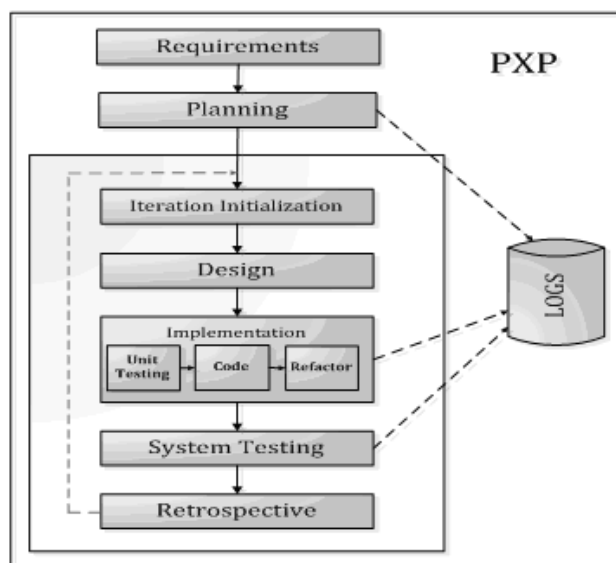 Requirements
PXP
Planning
Iteration Initialization
Design
LOGS
Implementation
Unit
Testing
Code
Refactor
System Testing
Retrospective